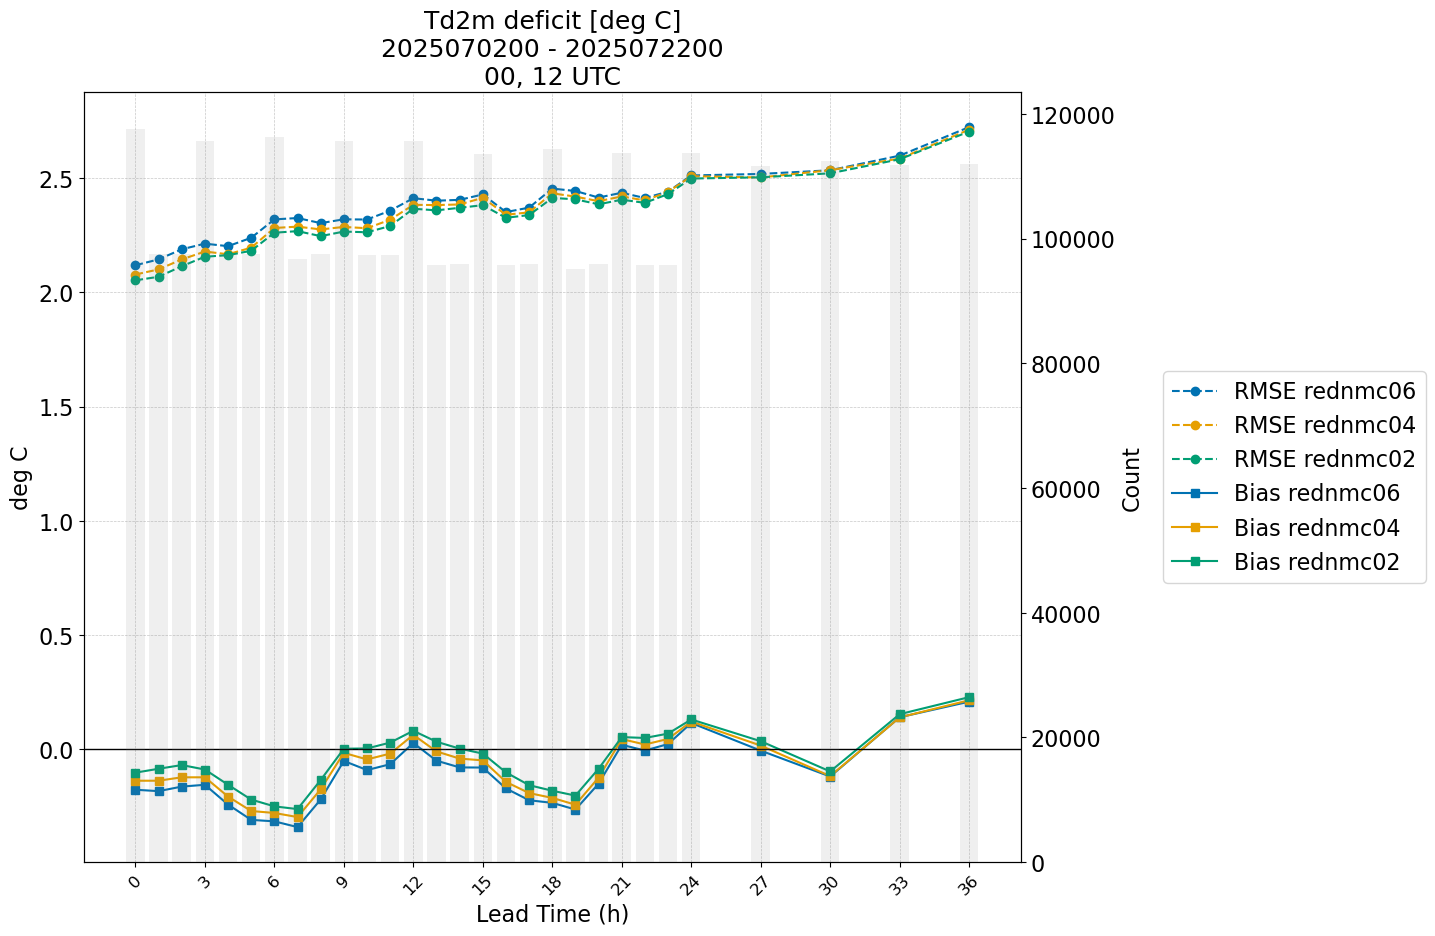 Td2m deficit [deg C]
2025070200 - 2025072200
00, 12 UTC
deg C
2.5
2.0
1.5
1.0
0.5
0.0
120000
100000
80000
60000
40000
20000
0
Count
0
3
6
9
12
15
18
21
24
27
30
33
36
Lead Time (h)
RMSE rednmc06
RMSE rednmc04
RMSE rednmc02
Bias rednmc06
Bias rednmc04
Bias rednmc02